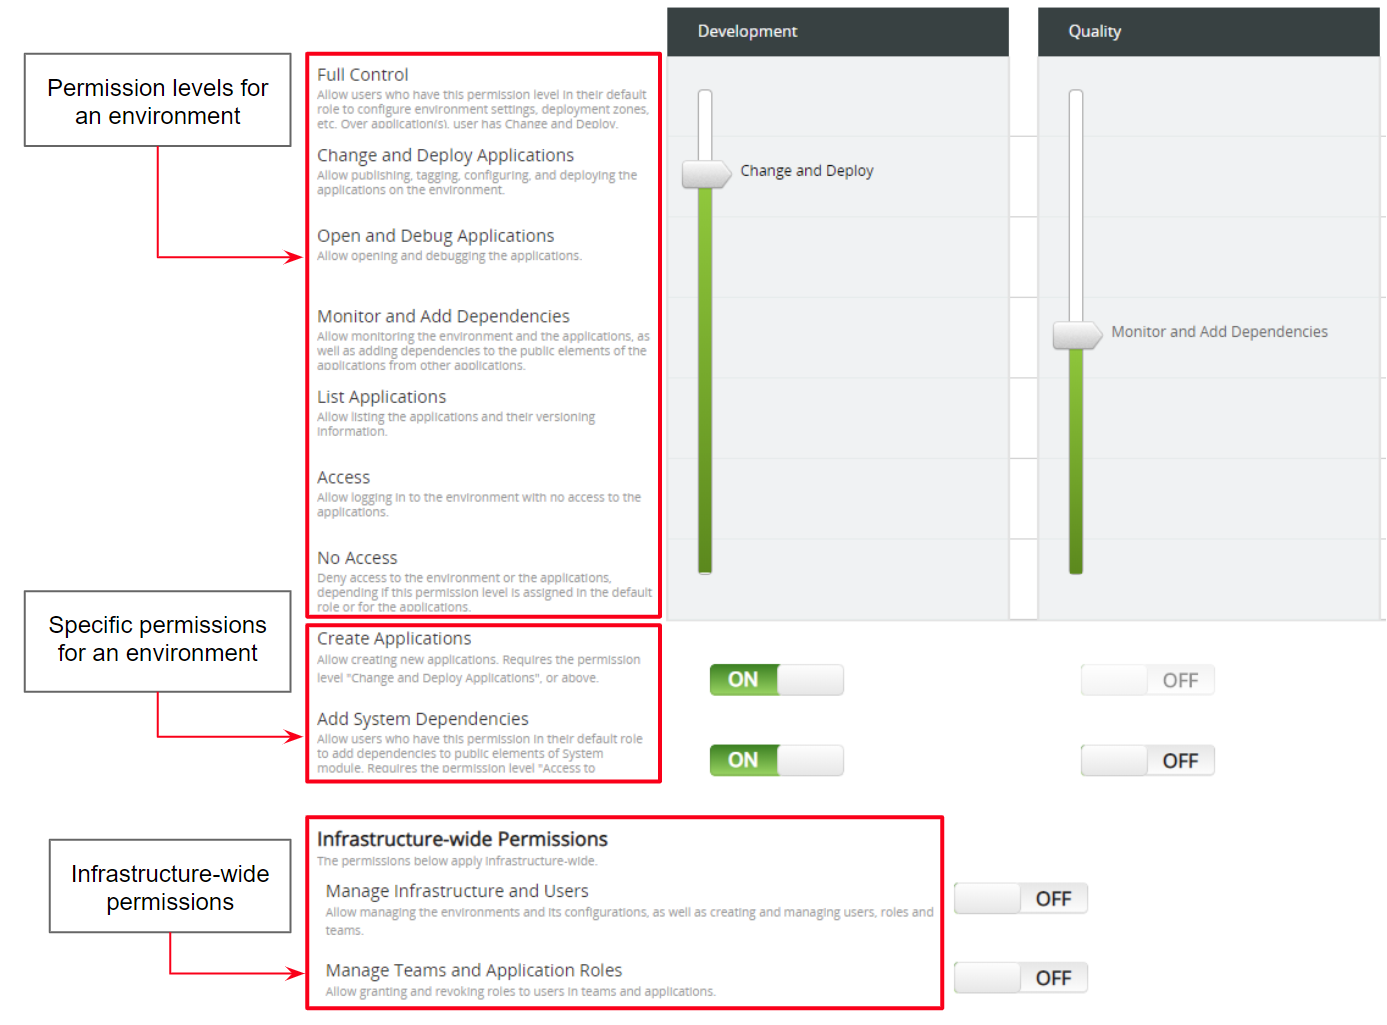 Development
Quality
Permission levels for
an environment
Full Control
Allow users who have this permission level in their default
role to configure environment settings, deployment zones,
etc. Over application(s), user has Change and Deploy.
Change and Deploy Applications
Allow publishing, tagging, configuring, and deploying the
applications on the environment.
Change and Deploy
Open and Debug Applications
Allow opening and debugging the applications.
Monitor and Add Dependencies
Allow monitoring the environment and the applications, as
well as adding dependencies to the public elements of the
applications from other applications.
Monitor and Add Dependencies
List Applications
Allow listing the applications and their versioning
information.
Access
Allow logging in to the environment with no access to the
applications.
No Access
Deny access to the environment or the applications,
depending if this permission level is assigned in the default
role or for the applications.
Specific permissions
for an environment
Create Applications
Allow creating new applications. Requires the permission
level "Change and Deploy Applications", or above.
ON
OFF
Add System Dependencies
Allow users who have this permission in their default role
to add dependencies to public elements of System
module. Requires the permission level "Access to
ON
OFF
Infrastructure-wide
permissions
Infrastructure-wide Permissions
The permissions below apply infrastructure-wide.
Manage Infrastructure and Users
Allow managing the environments and its configurations, as well as creating and managing users, roles and
teams.
OFF
Manage Teams and Application Roles
Allow granting and revoking roles to users in teams and applications.
OFF